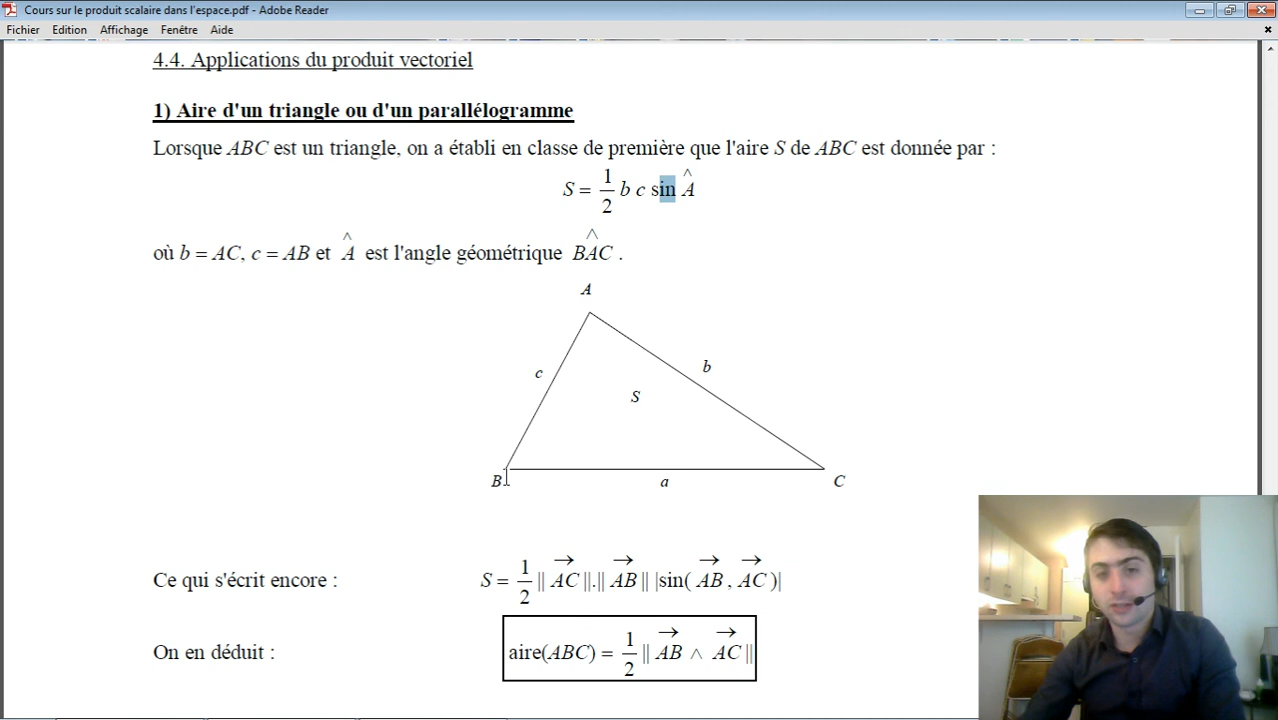 Cours sur le produit scalaire dans l'espace.pdf - Adobe Reader
Fichier Edition Affichage Fenêtre Aide
4.4. Applications du produit vectoriel
1) Aire d'un triangle ou d'un parallélogramme
Lorsque ABC est un triangle, on a établi en classe de première que l'aire S de ABC est donnée par :
S = 1/2 b c sin Â
où b = AC, c = AB et Â est l'angle géométrique BÂC .
A
c
b
S
B
a
C
Ce qui s'écrit encore : S = 1/2 || AC→ ||.|| AB→ || |sin( AB→ , AC→ )|
On en déduit : aire(ABC) = 1/2 || AB→ ∧ AC→ ||